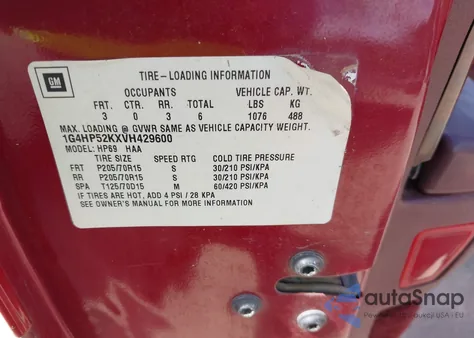 GM
TIRE-LOADING INFORMATION
OCCUPANTS VEHICLE CAP. WT.
FRT. CTR. RR. TOTAL LBS KG
3 0 3 6 1076 488
MAX. LOADING @ GVWR SAME AS VEHICLE CAPACITY WEIGHT.
1G4HP52KXVH429600
MODEL: HP69 HAA
TIRE SIZE SPEED RTG COLD TIRE PRESSURE
FRT P205/70R15 S 30/210 PSI/KPA
RR P205/70R15 S 30/210 PSI/KPA
SPA T125/70D15 M 60/420 PSI/KPA
IF TIRES ARE HOT, ADD 4 PSI / 28 KPA
SEE OWNER'S MANUAL FOR MORE INFORMATION
autaSnap
USA i EU